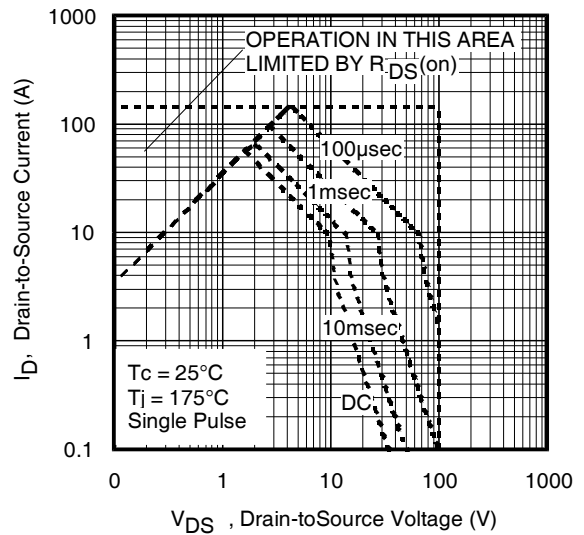 1000
OPERATION IN THIS AREA
LIMITED BY RDS(on)
100
100µsec
1msec
10
1
10msec
Tc = 25°C
Tj = 175°C
Single Pulse
DC
0.1
0
1
10
100
1000
ID, Drain-to-Source Current (A)
VDS , Drain-toSource Voltage (V)